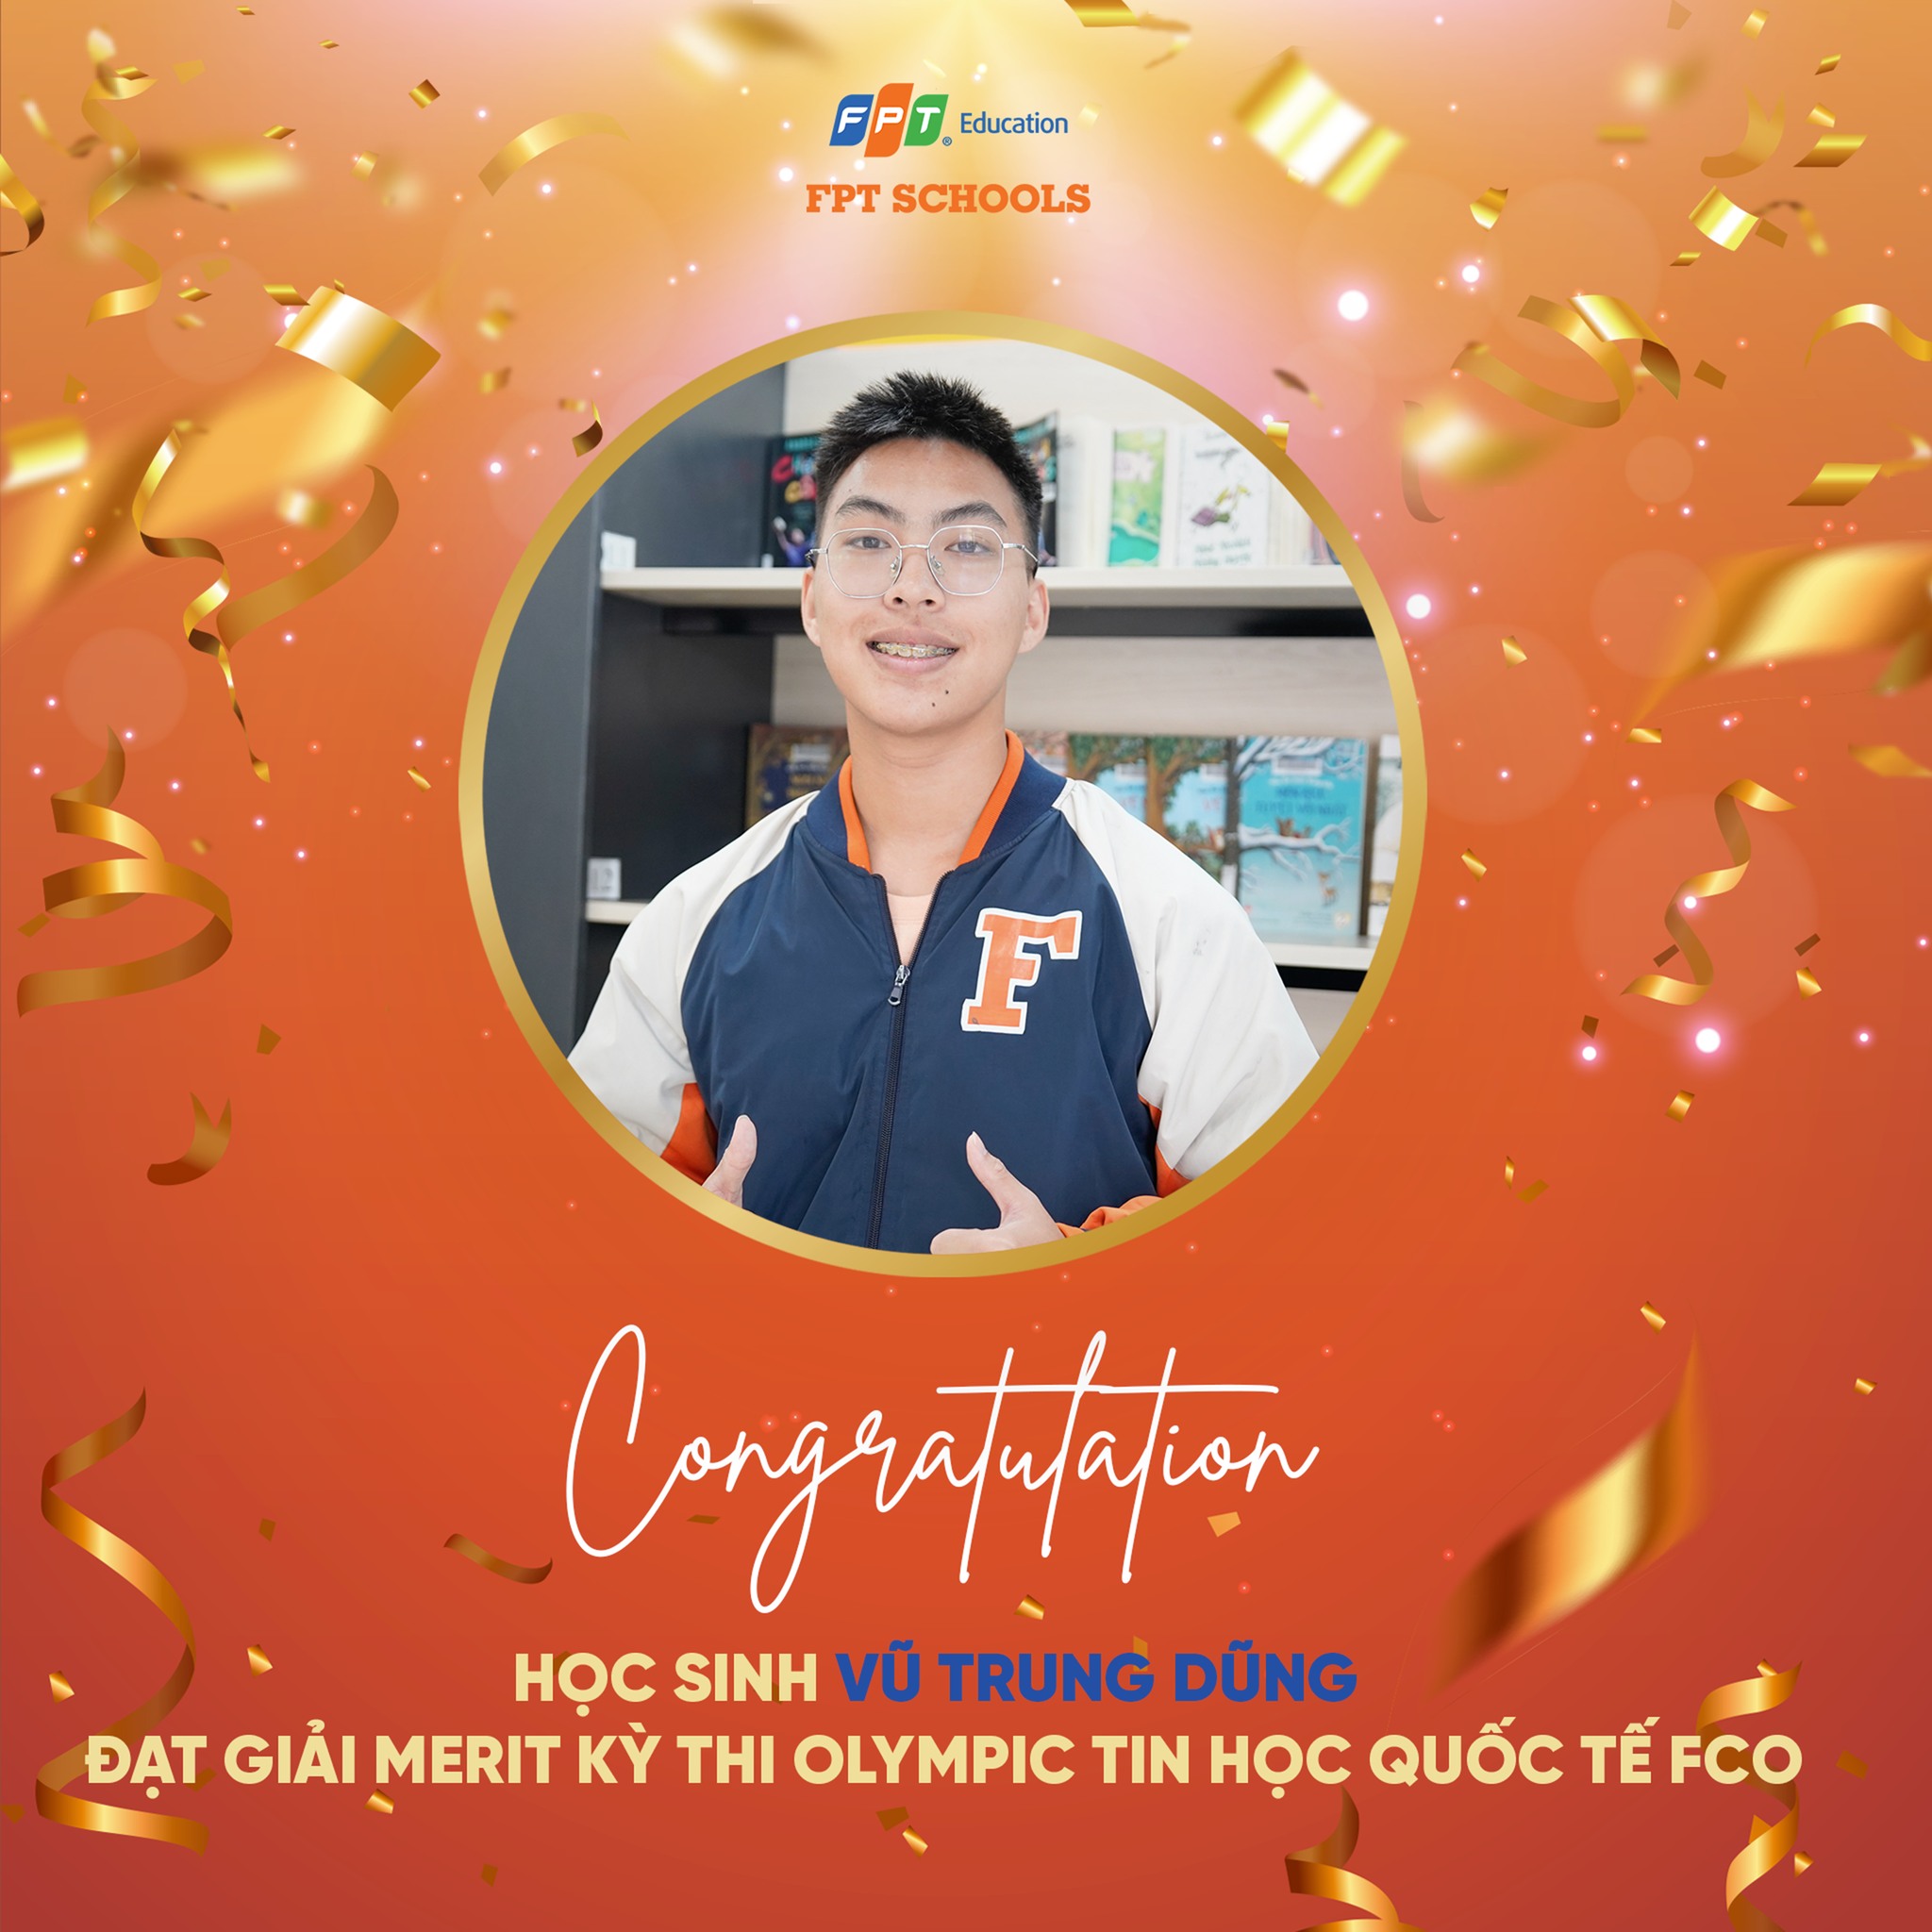 FPT® Education
FPT SCHOOLS
F
Congratulation
HỌC SINH VŨ TRUNG DŨNG
ĐẠT GIẢI MERIT KỲ THI OLYMPIC TIN HỌC QUỐC TẾ FCO